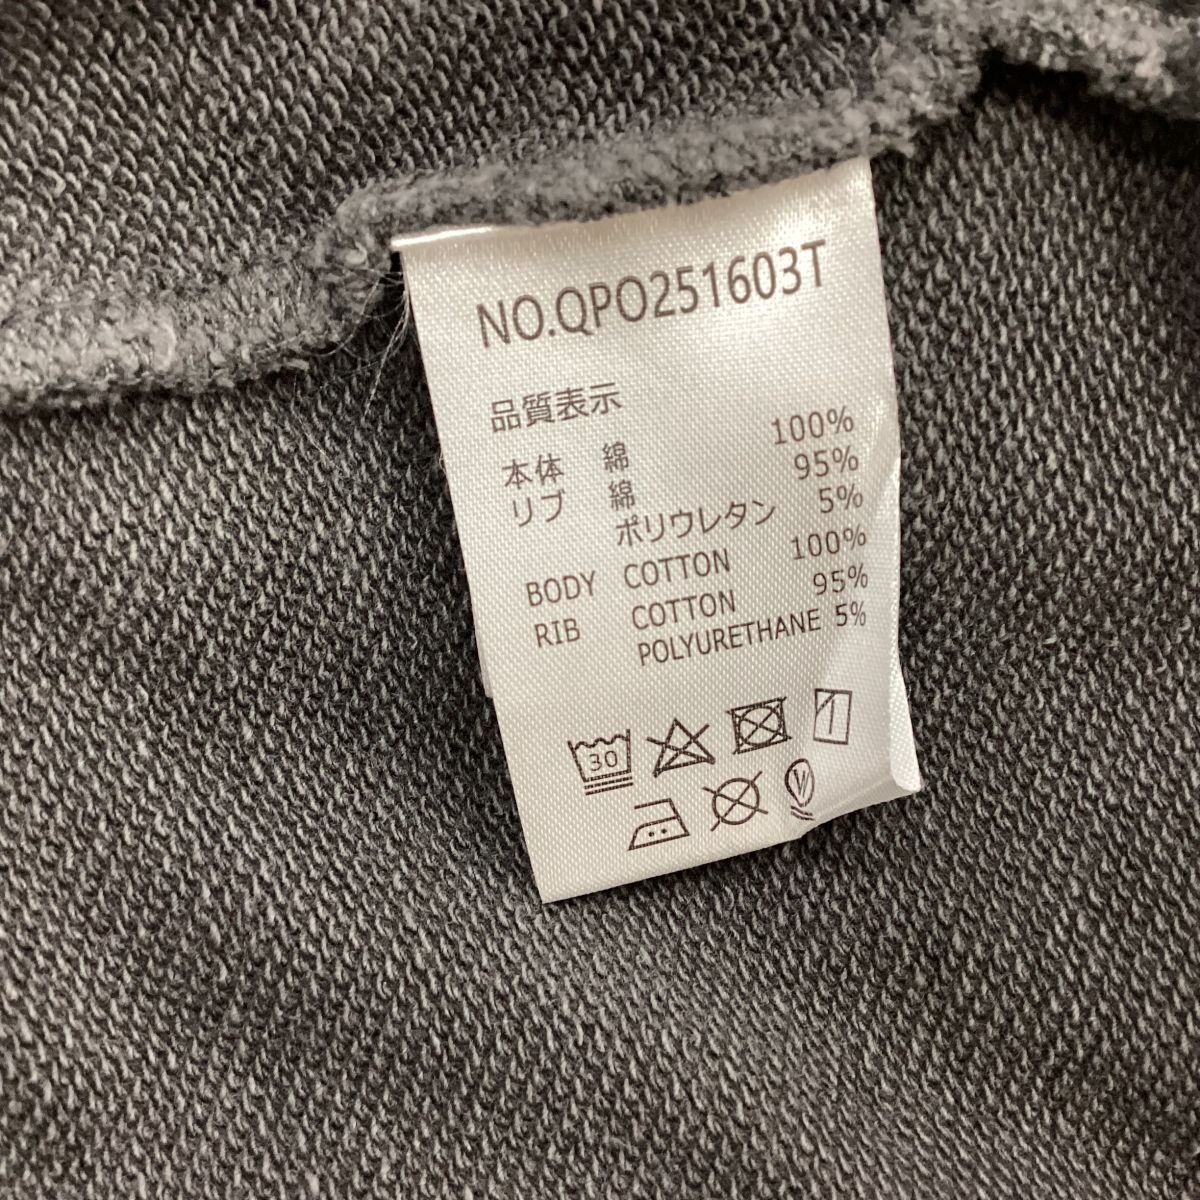 NO.QPO251603T
品質表示
本体 綿 100%
リブ 綿 95%
ポリウレタン 5%
BODY COTTON 100%
RIB COTTON 95%
POLYURETHANE 5%
30